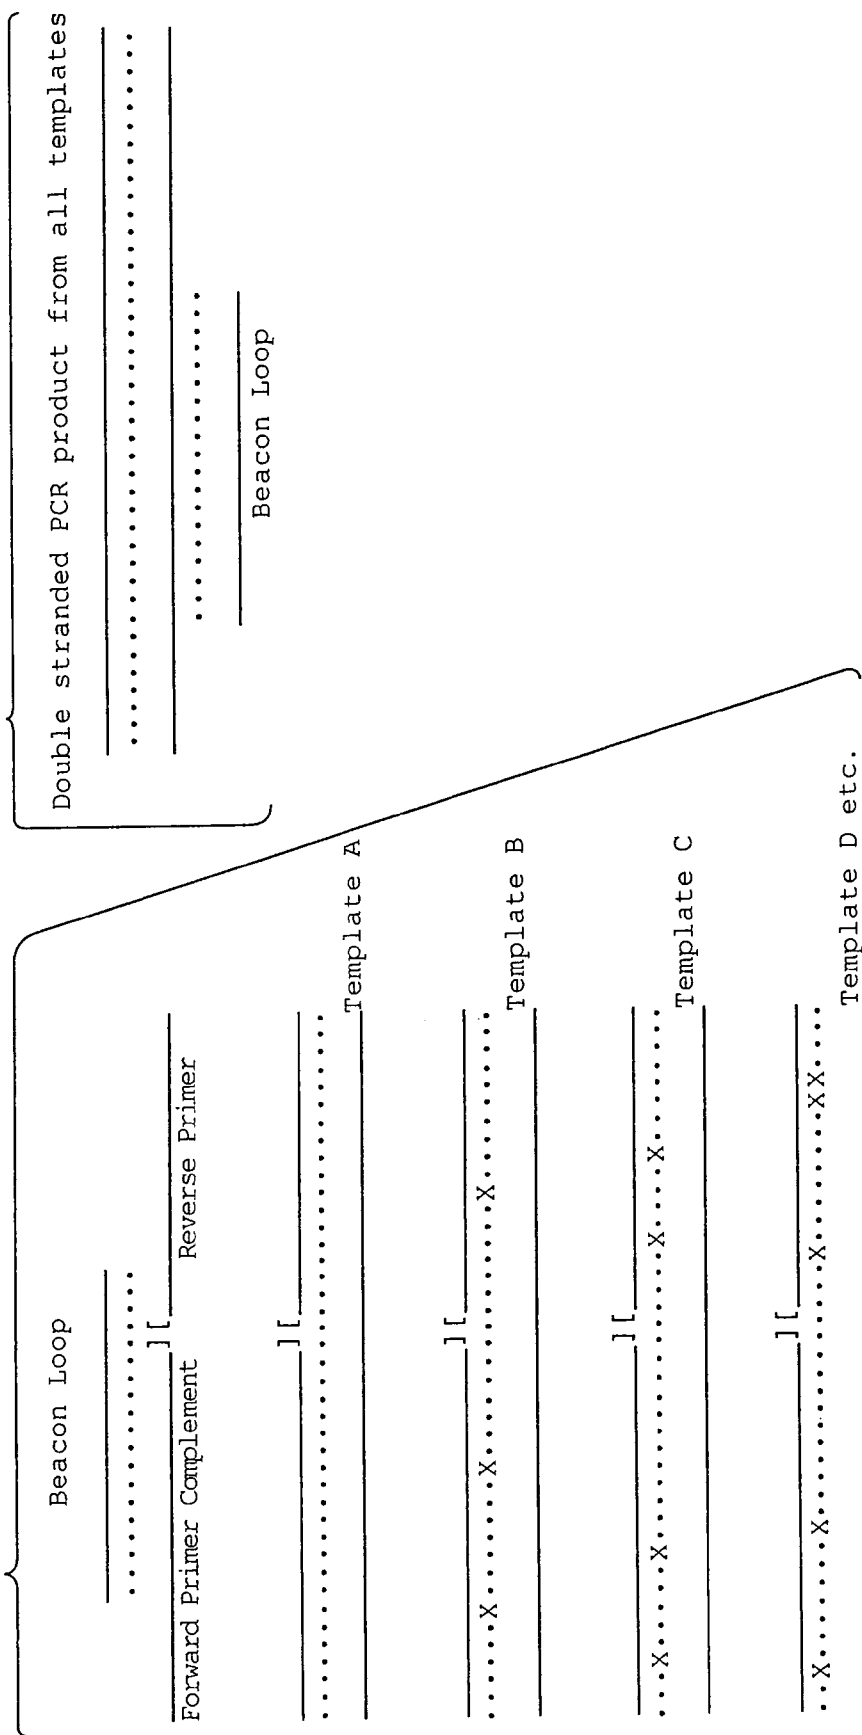 Beacon Loop
] [
Forward Primer Complement Reverse Primer
] [
Template A
] [
X X X
Template B
] [
X X X X
Template C
] [
X X X XX
Template D etc.
Double stranded PCR product from all templates
Beacon Loop